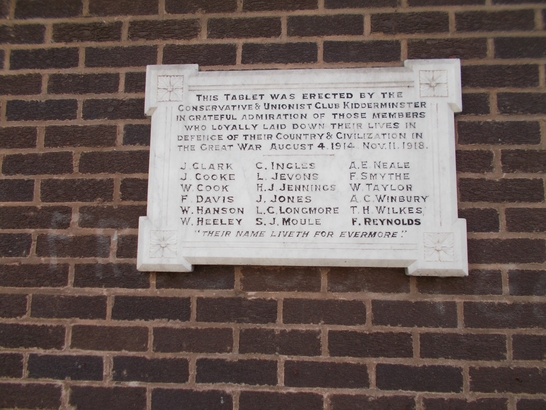 This Tablet was erected by the
Conservative & Unionist Club Kidderminster
in grateful admiration of those members
who loyally laid down their lives in
defence of their Country & Civilization in
the Great War August 4. 1914 Nov. 11. 1918.
J. Clark C. Ingles A. E. Neale
J. Cooke L. Jevons F. Smythe
W. Cook H. J. Jennings W. Taylor
F. Davis J. Jones A. C. Winbury
W. Hanson L. C. Longmore T. H. Wilkes
W. Heeley S. J. Moule F. Reynolds
"Their name liveth for evermore."